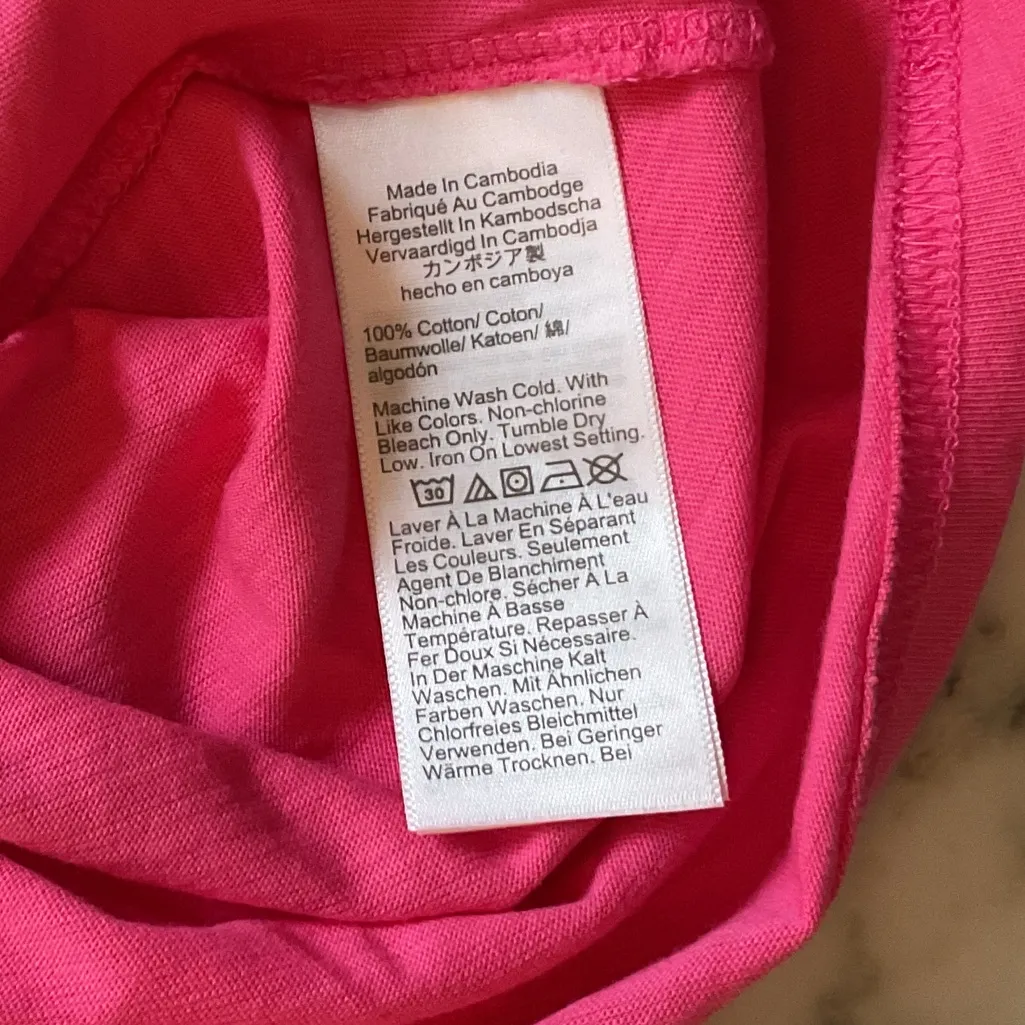 Made In Cambodia
Fabriqué Au Cambodge
Hergestellt In Kambodscha
Vervaardigd In Cambodja
カンボジア製
hecho en camboya
100% Cotton/ Coton/
Baumwolle/ Katoen/ 綿/
algodón
Machine Wash Cold. With
Like Colors. Non-chlorine
Bleach Only. Tumble Dry
Low. Iron On Lowest Setting.
30
Laver À La Machine À L'eau
Froide. Laver En Séparant
Les Couleurs. Seulement
Agent De Blanchiment
Non-chlore. Sécher À La
Machine À Basse
Température. Repasser À
Fer Doux Si Nécessaire.
In Der Maschine Kalt
Waschen. Mit Ähnlichen
Farben Waschen. Nur
Chlorfreies Bleichmittel
Verwenden. Bei Geringer
Wärme Trocknen. Bei